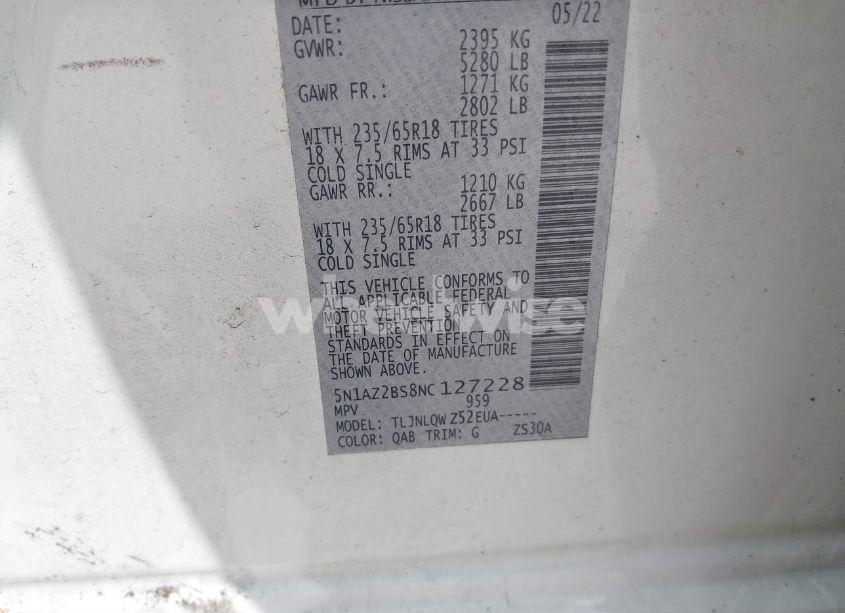 MFD BY NISSAN
DATE: 05/22
GVWR: 2395 KG
5280 LB
GAWR FR.: 1271 KG
2802 LB
WITH 235/65R18 TIRES
18 X 7.5 RIMS AT 33 PSI
COLD SINGLE
GAWR RR.: 1210 KG
2667 LB
WITH 235/65R18 TIRES
18 X 7.5 RIMS AT 33 PSI
COLD SINGLE
THIS VEHICLE CONFORMS TO
ALL APPLICABLE FEDERAL
MOTOR VEHICLE SAFETY AND
THEFT PREVENTION
STANDARDS IN EFFECT ON
THE DATE OF MANUFACTURE
SHOWN ABOVE.
5N1AZ2BS8NC127228
MPV 959
MODEL: TLJNLQW Z52EUA-----
COLOR: QAB TRIM: G ZS30A